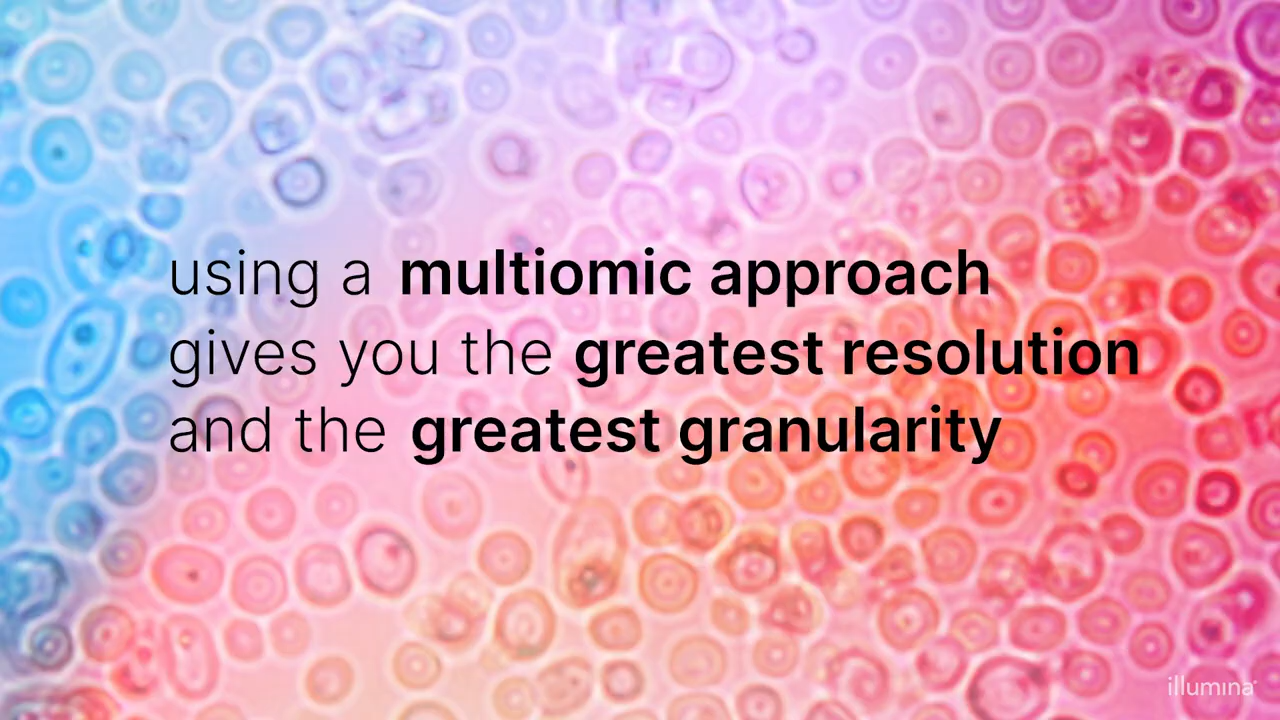 using a multiomic approach
gives you the greatest resolution
and the greatest granularity
illumina®